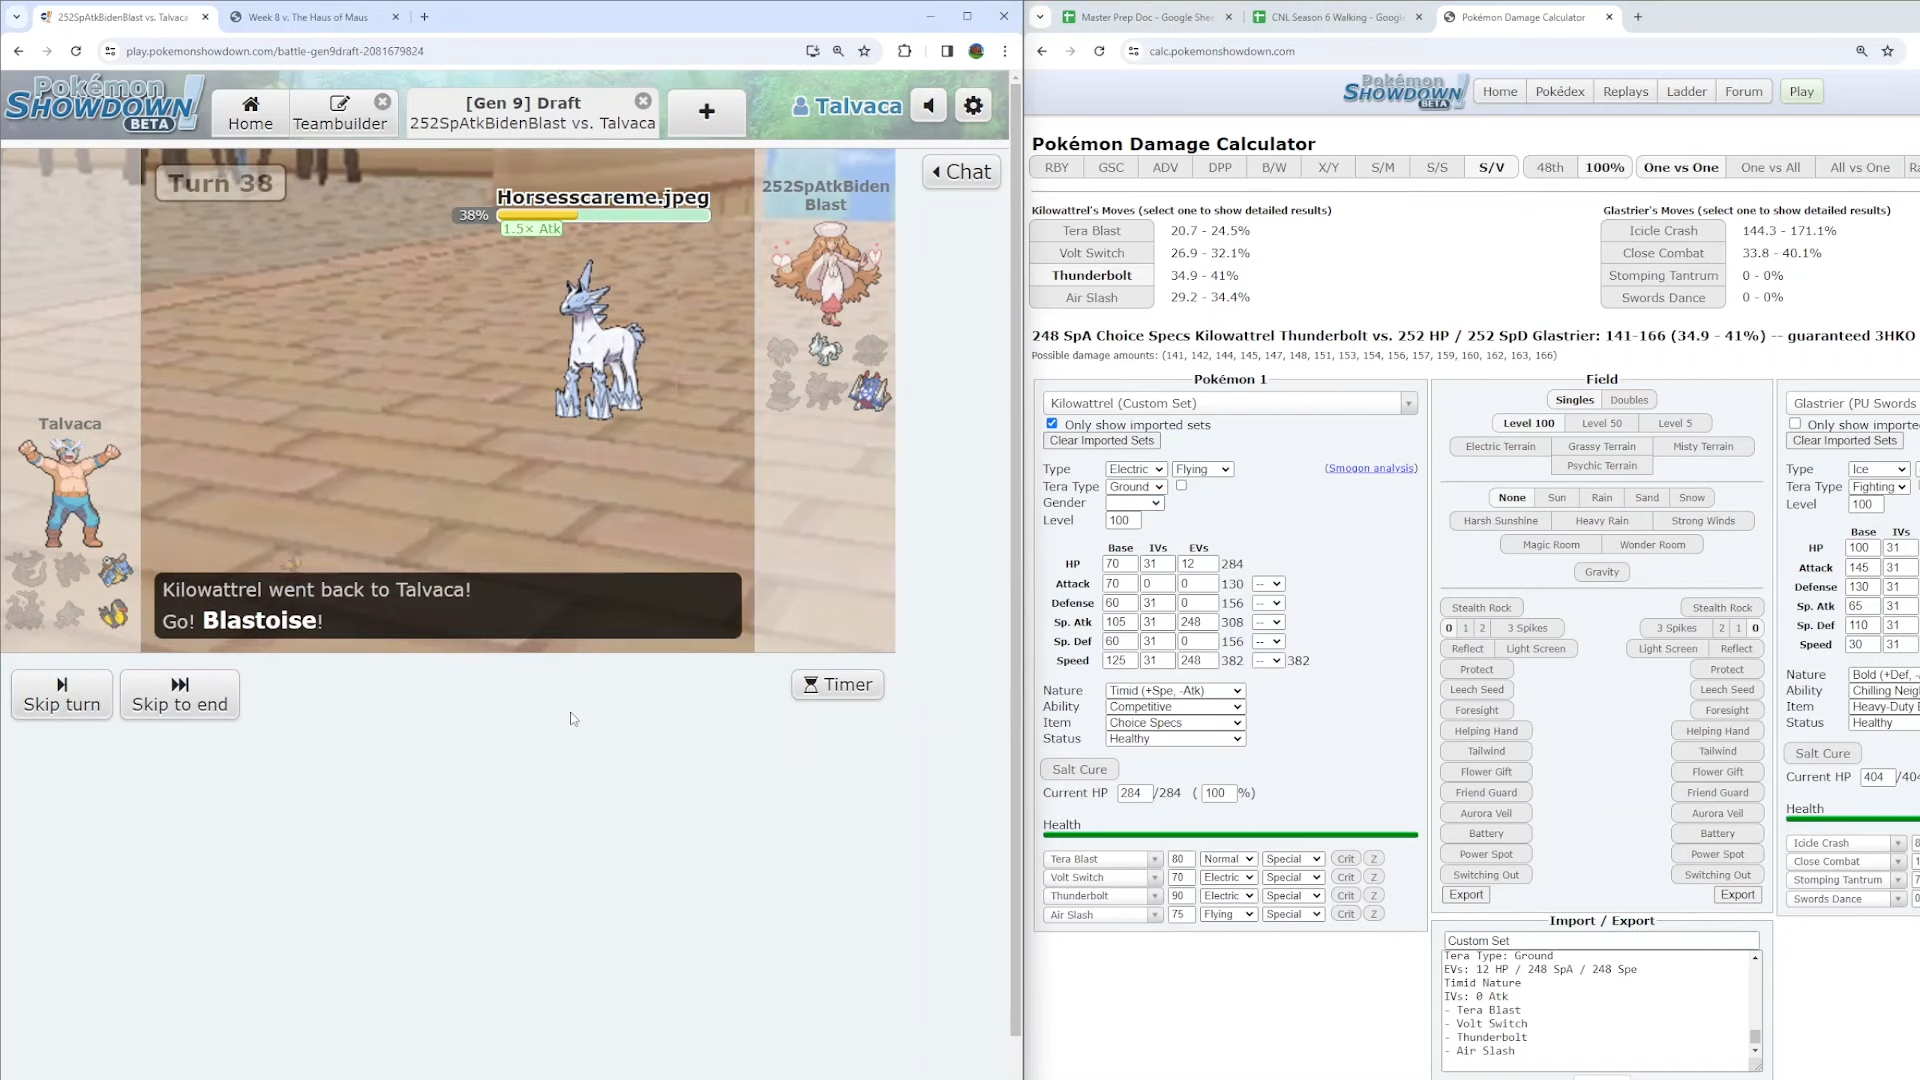 252SpAtkBidenBlast vs. Talvaca
Week 8 v. The Haus of Maus
play.pokemonshowdown.com/battle-gen9draft-2081679824
Pokémon
SHOWDOWN!
BETA
Home
Teambuilder
[Gen 9] Draft
252SpAtkBidenBlast vs. Talvaca
+
Talvaca
Turn 38
Horsesscareme.jpeg
38%
1.5× Atk
252SpAtkBiden
Blast
Chat
Talvaca
Kilowattrel went back to Talvaca!
Go! Blastoise!
Skip turn
Skip to end
Timer
Master Prep Doc - Google She
CNL Season 6 Walking - Googl
Pokémon Damage Calculator
calc.pokemonshowdown.com
Pokémon
SHOWDOWN!
BETA
Home
Pokédex
Replays
Ladder
Forum
Play
Pokémon Damage Calculator
RBY GSC ADV DPP B/W X/Y S/M S/S S/V 48th 100% One vs One One vs All All vs One Ra
Kilowattrel's Moves (select one to show detailed results)
Tera Blast 20.7 - 24.5%
Volt Switch 26.9 - 32.1%
Thunderbolt 34.9 - 41%
Air Slash 29.2 - 34.4%
Glastrier's Moves (select one to show detailed results)
Icicle Crash 144.3 - 171.1%
Close Combat 33.8 - 40.1%
Stomping Tantrum 0 - 0%
Swords Dance 0 - 0%
248 SpA Choice Specs Kilowattrel Thunderbolt vs. 252 HP / 252 SpD Glastrier: 141-166 (34.9 - 41%) -- guaranteed 3HKO
Possible damage amounts: (141, 142, 144, 145, 147, 148, 151, 153, 154, 156, 157, 159, 160, 162, 163, 166)
Pokémon 1
Kilowattrel (Custom Set)
Only show imported sets
Clear Imported Sets
Type Electric Flying (Smogon analysis)
Tera Type Ground
Gender
Level 100
Base IVs EVs
HP 70 31 12 284
Attack 70 0 0 130 --
Defense 60 31 0 156 --
Sp. Atk 105 31 248 308 --
Sp. Def 60 31 0 156 --
Speed 125 31 248 382 -- 382
Nature Timid (+Spe, -Atk)
Ability Competitive
Item Choice Specs
Status Healthy
Salt Cure
Current HP 284 /284 ( 100 %)
Health
Tera Blast 80 Normal Special Crit Z
Volt Switch 70 Electric Special Crit Z
Thunderbolt 90 Electric Special Crit Z
Air Slash 75 Flying Special Crit Z
Field
Singles Doubles
Level 100 Level 50 Level 5
Electric Terrain Grassy Terrain Misty Terrain
Psychic Terrain
None Sun Rain Sand Snow
Harsh Sunshine Heavy Rain Strong Winds
Magic Room Wonder Room
Gravity
Stealth Rock Stealth Rock
0 1 2 3 Spikes 3 Spikes 2 1 0
Reflect Light Screen Light Screen Reflect
Protect Protect
Leech Seed Leech Seed
Foresight Foresight
Helping Hand Helping Hand
Tailwind Tailwind
Flower Gift Flower Gift
Friend Guard Friend Guard
Aurora Veil Aurora Veil
Battery Battery
Power Spot Power Spot
Switching Out Switching Out
Export Export
Import / Export
Custom Set
Tera Type: Ground
EVs: 12 HP / 248 SpA / 248 Spe
Timid Nature
IVs: 0 Atk
- Tera Blast
- Volt Switch
- Thunderbolt
- Air Slash
Glastrier (PU Swords
Only show importe
Clear Imported Sets
Type Ice
Tera Type Fighting
Level 100
Base IVs
HP 100 31
Attack 145 31
Defense 130 31
Sp. Atk 65 31
Sp. Def 110 31
Speed 30 31
Nature Bold (+Def, -
Ability Chilling Neigh
Item Heavy-Duty B
Status Healthy
Salt Cure
Current HP 404 /404
Health
Icicle Crash 8
Close Combat 1
Stomping Tantrum 7
Swords Dance 0